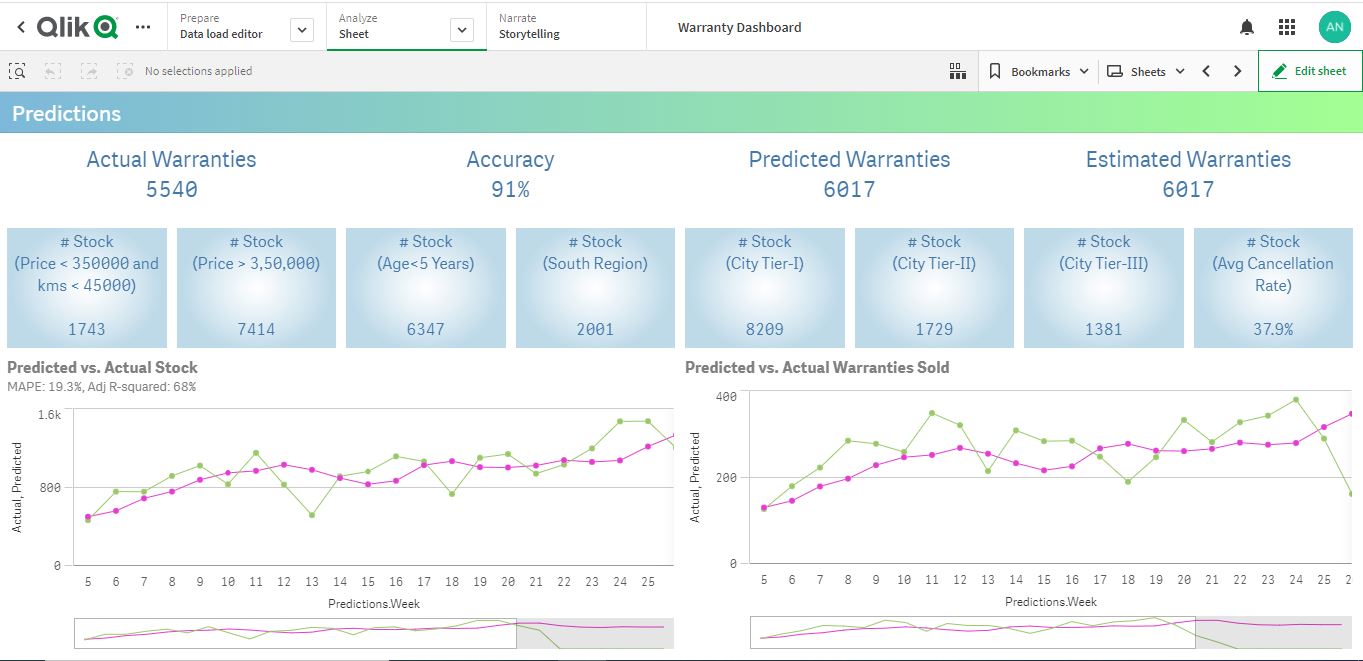 Qlik
Prepare
Data load editor
Analyze
Sheet
Narrate
Storytelling
Warranty Dashboard
AN
No selections applied
Bookmarks
Sheets
Edit sheet
Predictions
Actual Warranties
5540
Accuracy
91%
Predicted Warranties
6017
Estimated Warranties
6017
# Stock
(Price < 350000 and
kms < 45000)
1743
# Stock
(Price > 3,50,000)
7414
# Stock
(Age<5 Years)
6347
# Stock
(South Region)
2001
# Stock
(City Tier-I)
8209
# Stock
(City Tier-II)
1729
# Stock
(City Tier-III)
1381
# Stock
(Avg Cancellation
Rate)
37.9%
Predicted vs. Actual Stock
MAPE: 19.3%, Adj R-squared: 68%
Actual, Predicted
1.6k
800
0
5 6 7 8 9 10 11 12 13 14 15 16 17 18 19 20 21 22 23 24 25
Predictions.Week
Predicted vs. Actual Warranties Sold
Actual, Predicted
400
200
0
5 6 7 8 9 10 11 12 13 14 15 16 17 18 19 20 21 22 23 24 25 2
Predictions.Week